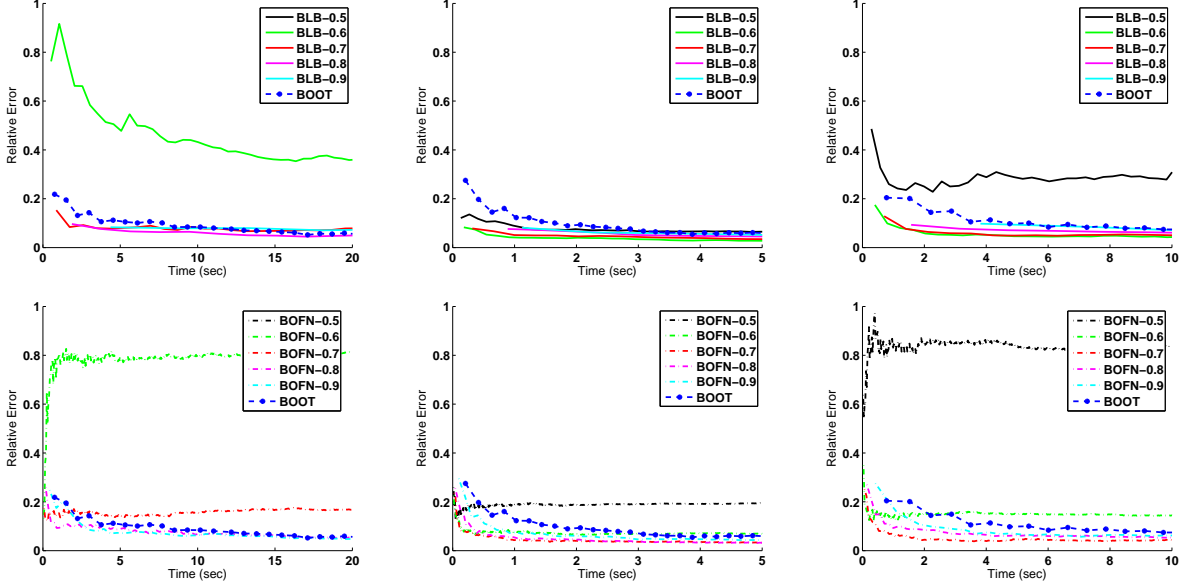 1
0.8
0.6
0.4
0.2
0
0 5 10 15 20
Relative Error
Time (sec)
BLB-0.5
BLB-0.6
BLB-0.7
BLB-0.8
BLB-0.9
BOOT
1
0.8
0.6
0.4
0.2
0
0 1 2 3 4 5
Relative Error
Time (sec)
BLB-0.5
BLB-0.6
BLB-0.7
BLB-0.8
BLB-0.9
BOOT
1
0.8
0.6
0.4
0.2
0
0 2 4 6 8 10
Relative Error
Time (sec)
BLB-0.5
BLB-0.6
BLB-0.7
BLB-0.8
BLB-0.9
BOOT
1
0.8
0.6
0.4
0.2
0
0 5 10 15 20
Relative Error
Time (sec)
BOFN-0.5
BOFN-0.6
BOFN-0.7
BOFN-0.8
BOFN-0.9
BOOT
1
0.8
0.6
0.4
0.2
0
0 1 2 3 4 5
Relative Error
Time (sec)
BOFN-0.5
BOFN-0.6
BOFN-0.7
BOFN-0.8
BOFN-0.9
BOOT
1
0.8
0.6
0.4
0.2
0
0 2 4 6 8 10
Relative Error
Time (sec)
BOFN-0.5
BOFN-0.6
BOFN-0.7
BOFN-0.8
BOFN-0.9
BOOT